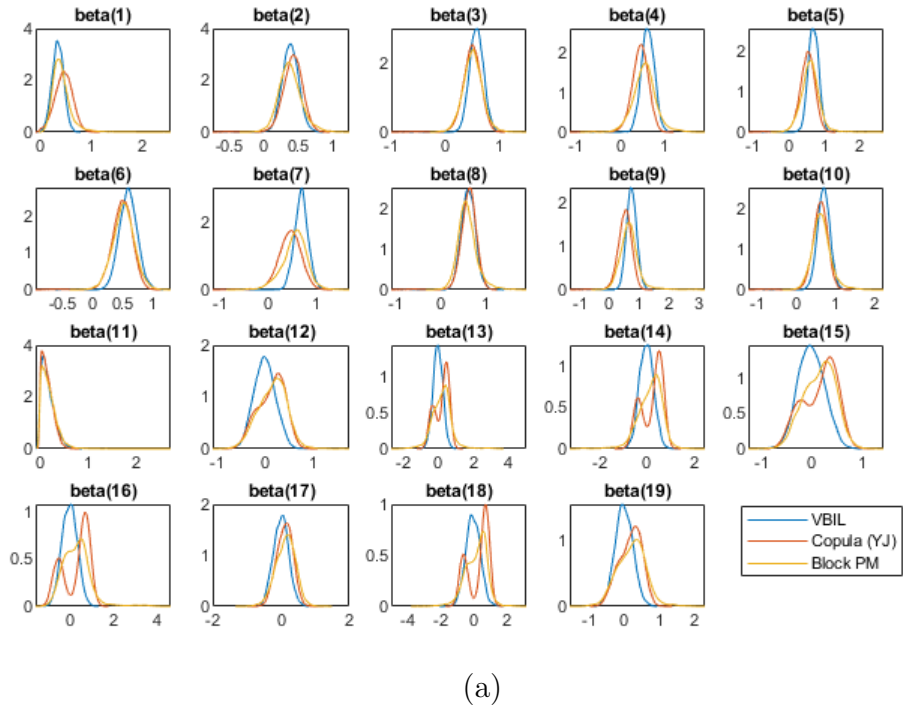 beta(1) beta(2) beta(3) beta(4) beta(5)
4 4 3 2 2
2 2 2 1 1
0 0 0 0 0
0 1 2 -0.5 0 0.5 1 -1 0 1 -1 0 1 -1 0 1 2
beta(6) beta(7) beta(8) beta(9) beta(10)
2 2 2 2 2
1 1 1 1 1
0 0 0 0 0
-0.5 0 0.5 1 0 1 -1 0 1 -1 0 1 2 3 -1 0 1 2
beta(11) beta(12) beta(13) beta(14) beta(15)
4 2 1 1 1
2 1 0.5 0.5 0.5
0 0 0 0 0
0 1 2 -1 0 1 -2 0 2 4 -2 0 2 -1 0 1
beta(16) beta(17) beta(18) beta(19)
1 2 1 1
0.5 1 0.5
0 0 0 0
-2 0 2 4 -2 0 2 -4 -2 0 2 -1 0 1 2
VBIL
Copula (YJ)
Block PM
(a)